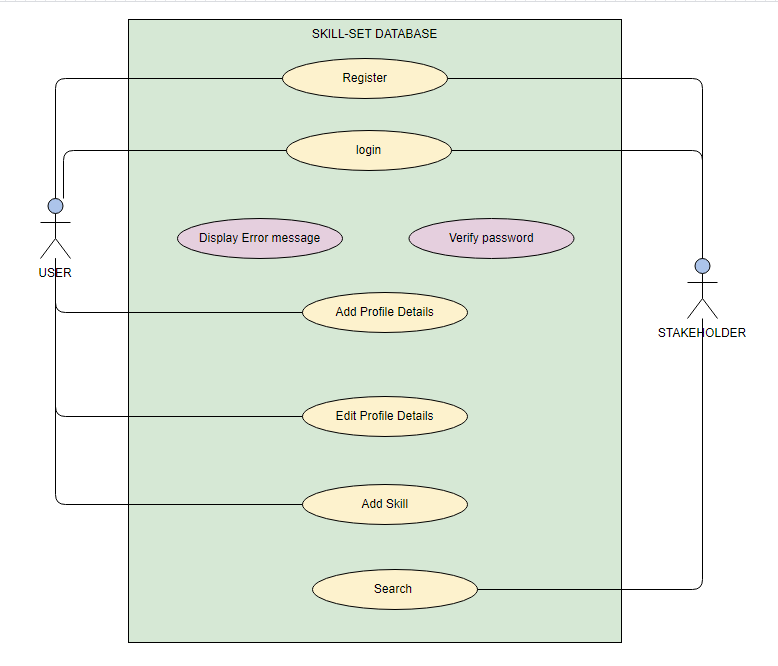 SKILL-SET DATABASE
Register
login
Display Error message
Verify password
USER
Add Profile Details
STAKEHOLDER
Edit Profile Details
Add Skill
Search